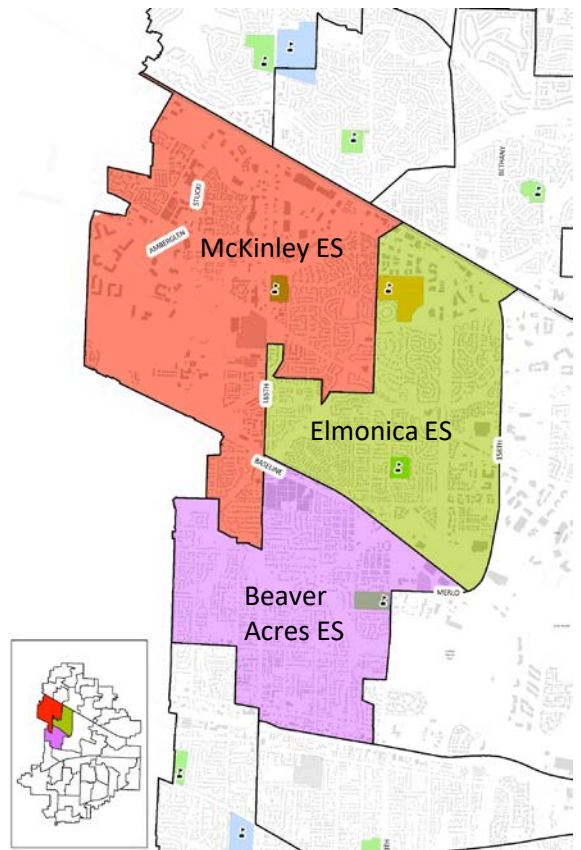 BETHANY
STUCKI
AMBERGLEN
McKinley ES
185TH
Elmonica ES
158TH
BASELINE
MERLO
Beaver
Acres ES